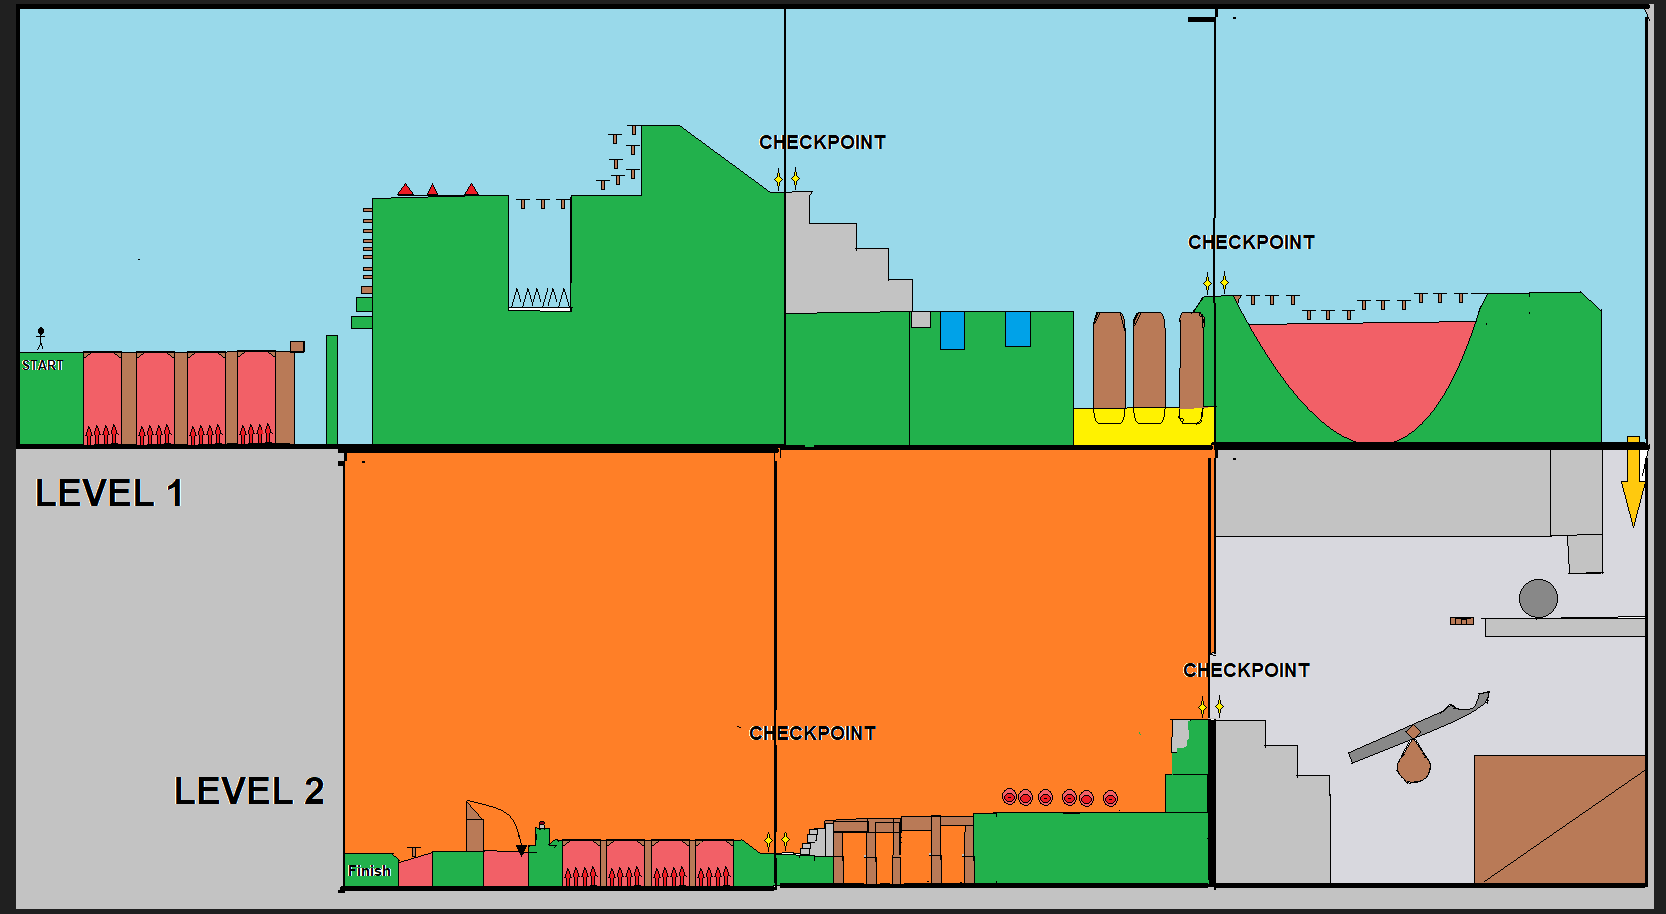 CHECKPOINT
CHECKPOINT
START
LEVEL 1
CHECKPOINT
CHECKPOINT
LEVEL 2
Finish